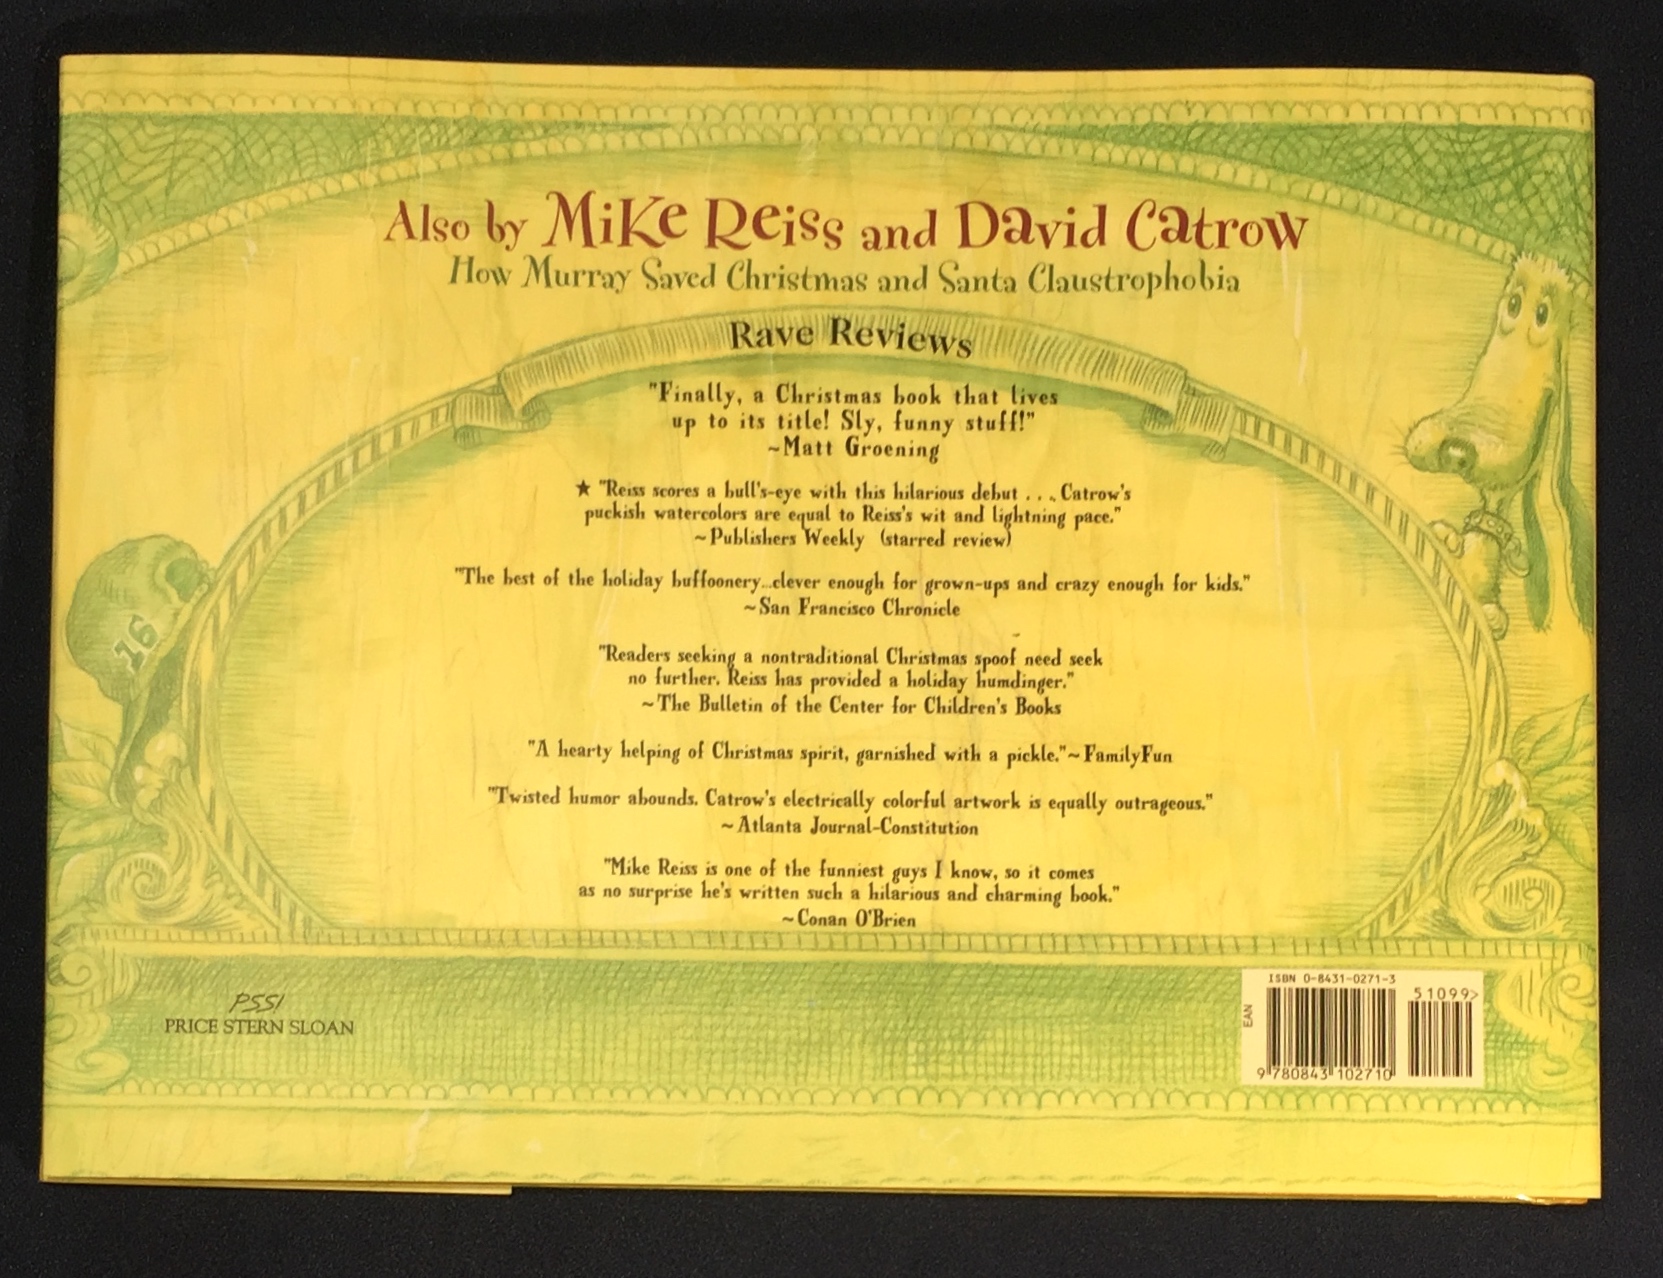 Also by Mike Reiss and David Catrow
How Murray Saved Christmas and Santa Claustrophobia
Rave Reviews
"Finally, a Christmas book that lives
up to its title! Sly, funny stuff!"
~Matt Groening
★ "Reiss scores a bull's-eye with this hilarious debut . . . Catrow's
puckish watercolors are equal to Reiss's wit and lightning pace."
~Publishers Weekly (starred review)
"The best of the holiday buffoonery...clever enough for grown-ups and crazy enough for kids."
~San Francisco Chronicle
"Readers seeking a nontraditional Christmas spoof need seek
no further. Reiss has provided a holiday humdinger."
~The Bulletin of the Center for Children's Books
16
"A hearty helping of Christmas spirit, garnished with a pickle."~FamilyFun
"Twisted humor abounds. Catrow's electrically colorful artwork is equally outrageous."
~Atlanta Journal-Constitution
"Mike Reiss is one of the funniest guys I know, so it comes
as no surprise he's written such a hilarious and charming book."
~Conan O'Brien
PSS!
PRICE STERN SLOAN
ISBN 0-8431-0271-3
51099>
EAN
9 780843 102710